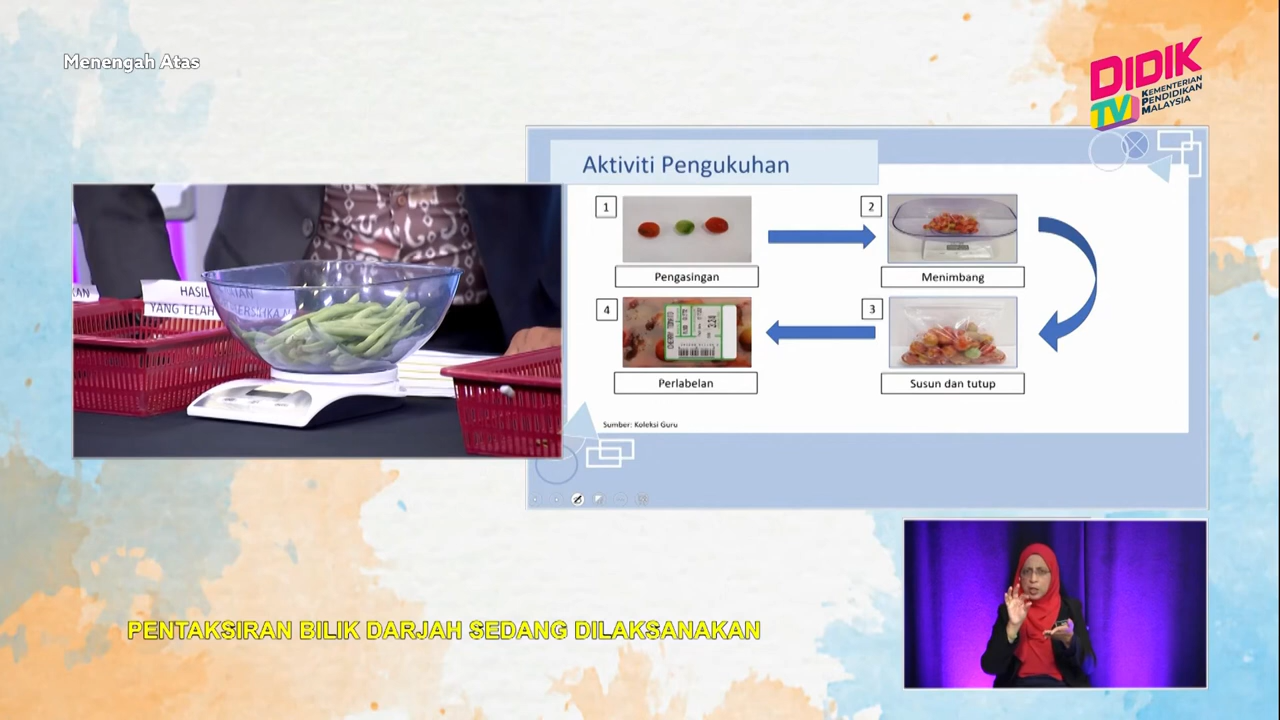 Menengah Atas
DIDIK
TV
KEMENTERIAN
PENDIDIKAN
MALAYSIA
Aktiviti Pengukuhan
1
2
Pengasingan
Menimbang
4
3
Perlabelan
Susun dan tutup
Sumber: Koleksi Guru
HASIL
YANG TELAH
PENTAKSIRAN BILIK DARJAH SEDANG DILAKSANAKAN